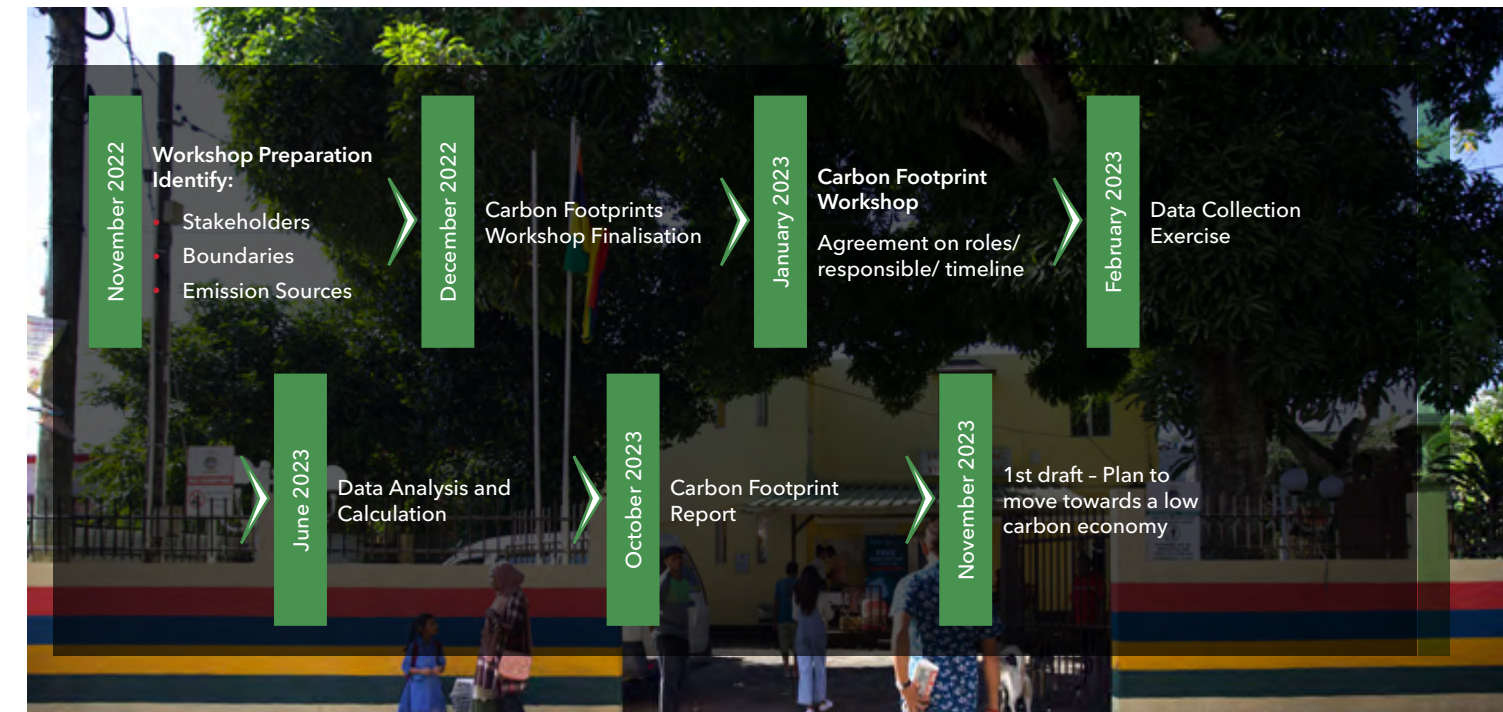 November 2022
Workshop Preparation
Identify:
• Stakeholders
• Boundaries
• Emission Sources
December 2022
Carbon Footprints
Workshop Finalisation
January 2023
Carbon Footprint
Workshop
Agreement on roles/
responsible/ timeline
February 2023
Data Collection
Exercise
June 2023
Data Analysis and
Calculation
October 2023
Carbon Footprint
Report
November 2023
1st draft – Plan to
move towards a low
carbon economy